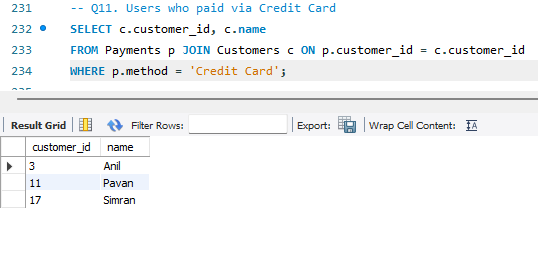 231 -- Q11. Users who paid via Credit Card
232 SELECT c.customer_id, c.name
233 FROM Payments p JOIN Customers c ON p.customer_id = c.customer_id
234 WHERE p.method = 'Credit Card';
Result Grid Filter Rows: Export: Wrap Cell Content:
customer_id name
3 Anil
11 Pavan
17 Simran